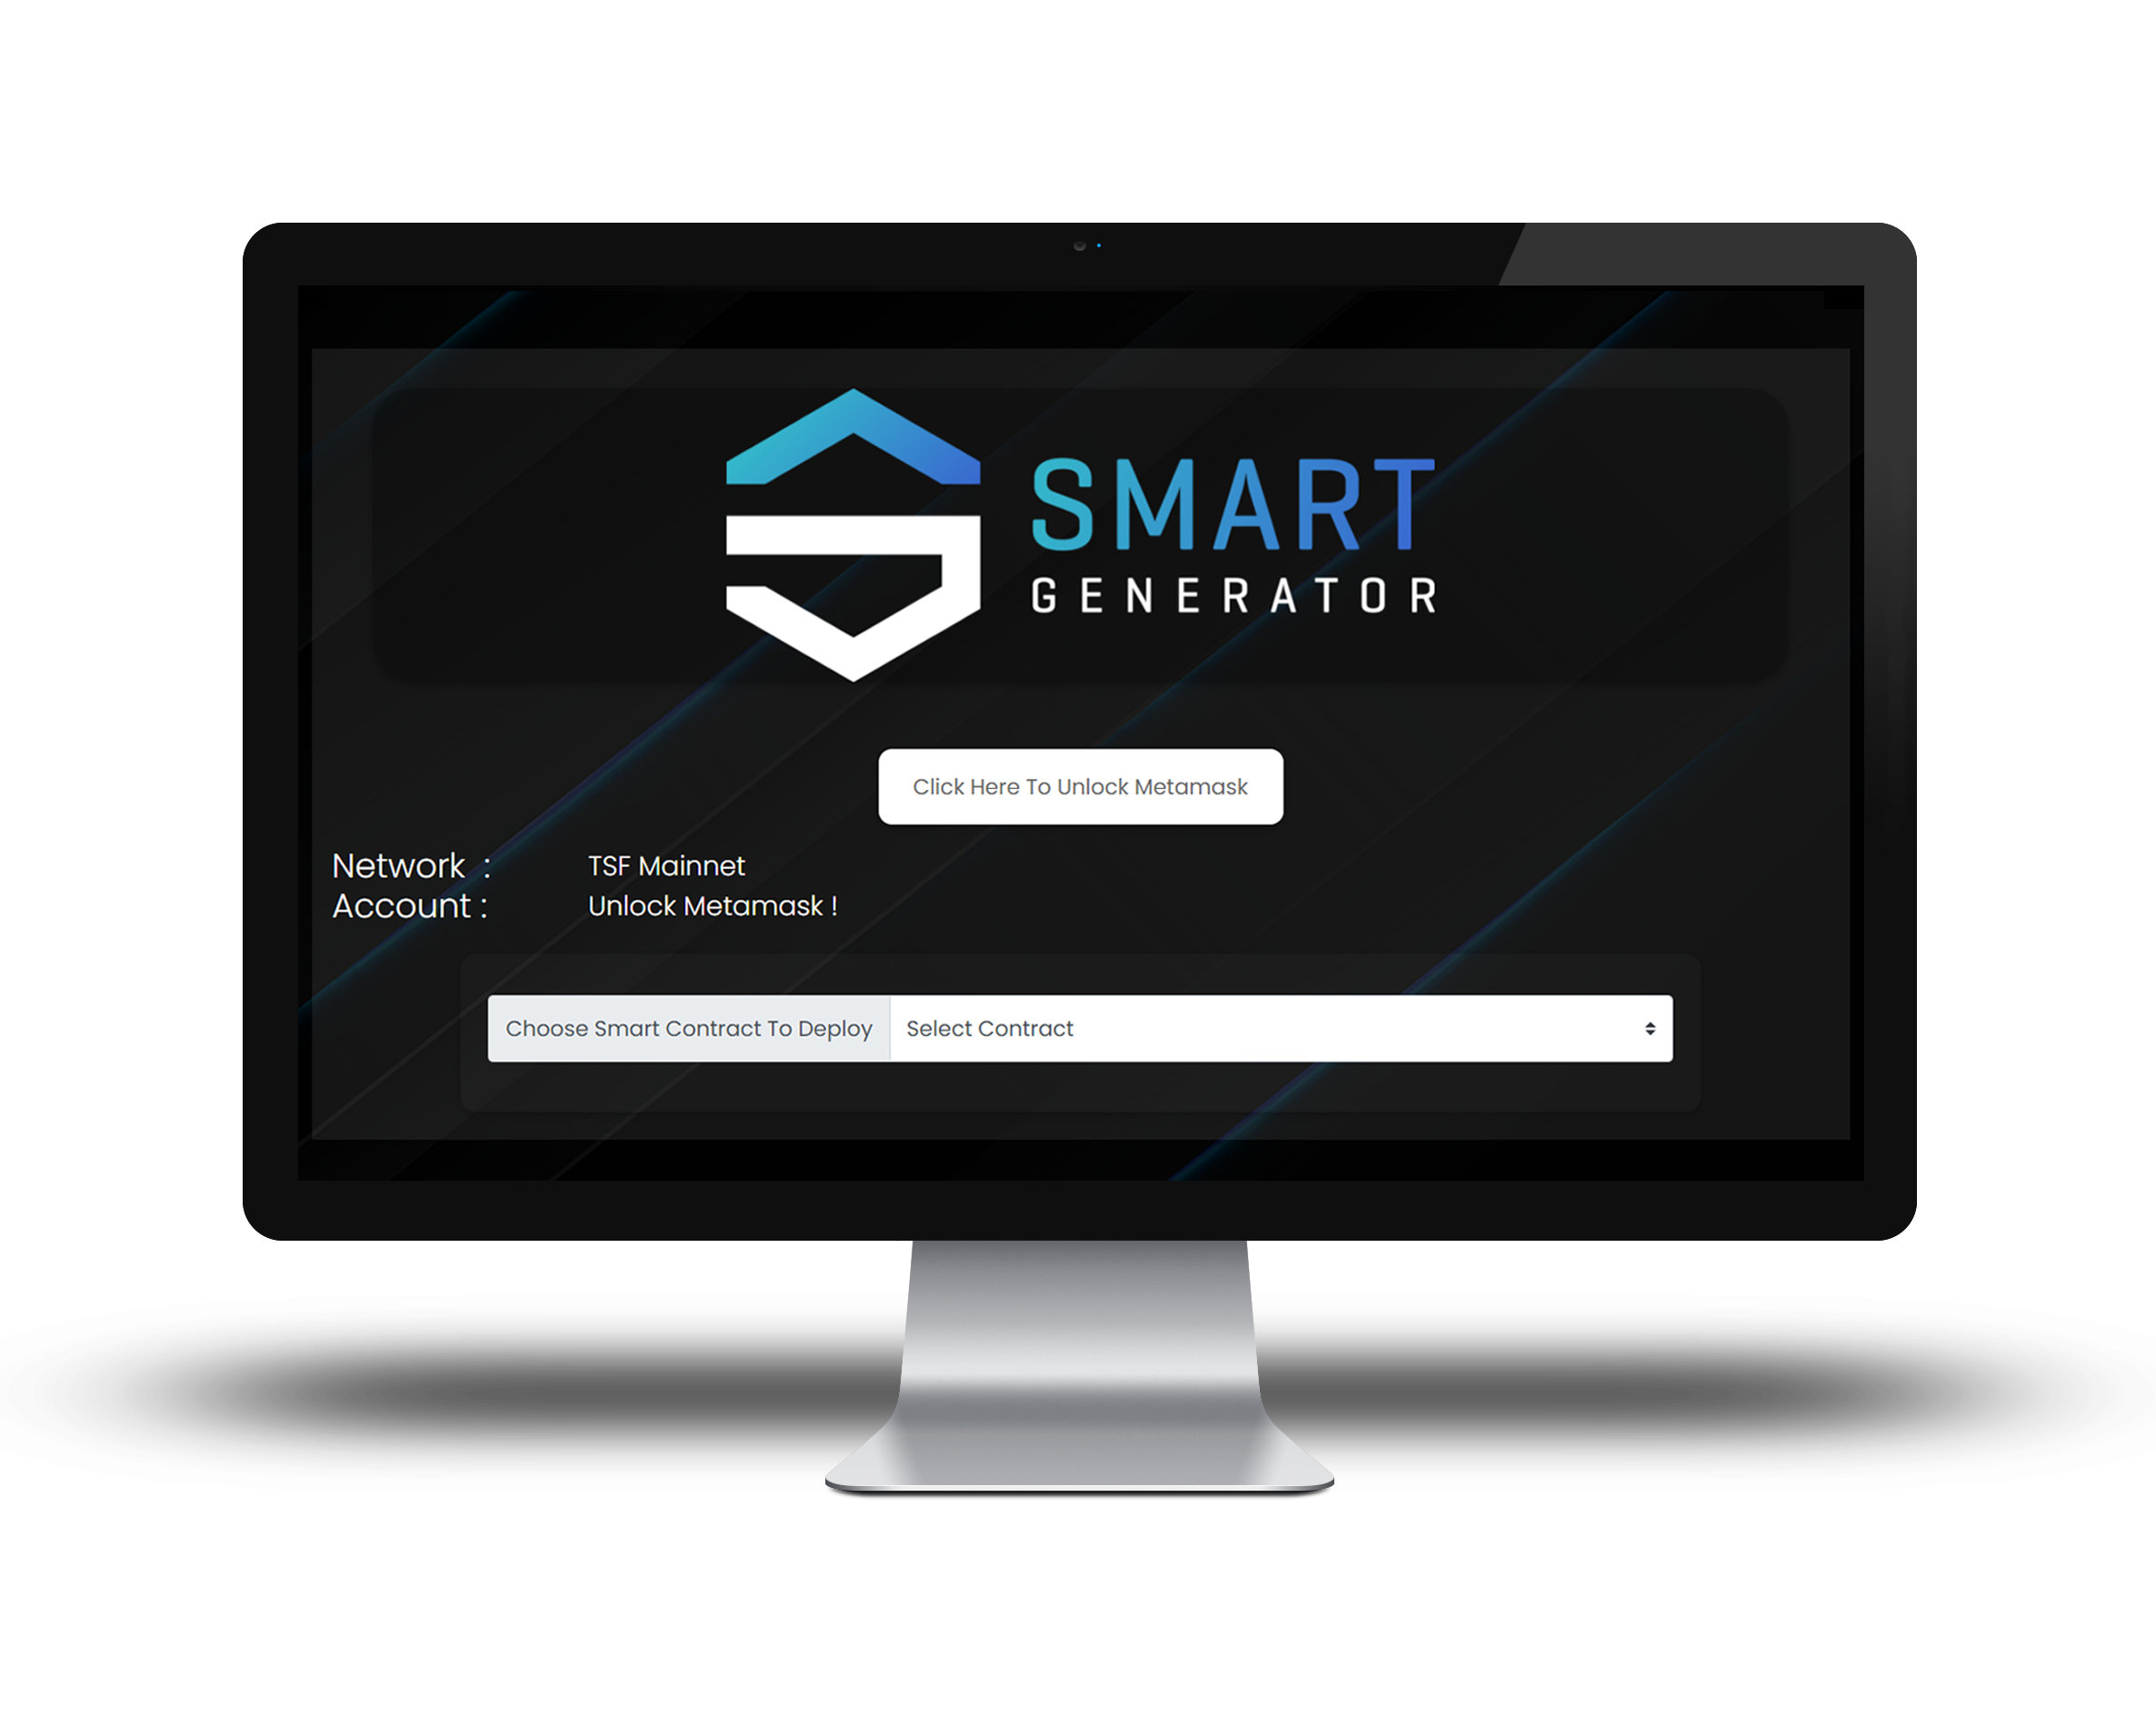 SMART
GENERATOR
Click Here To Unlock Metamask
Network : TSF Mainnet
Account : Unlock Metamask !
Choose Smart Contract To Deploy Select Contract